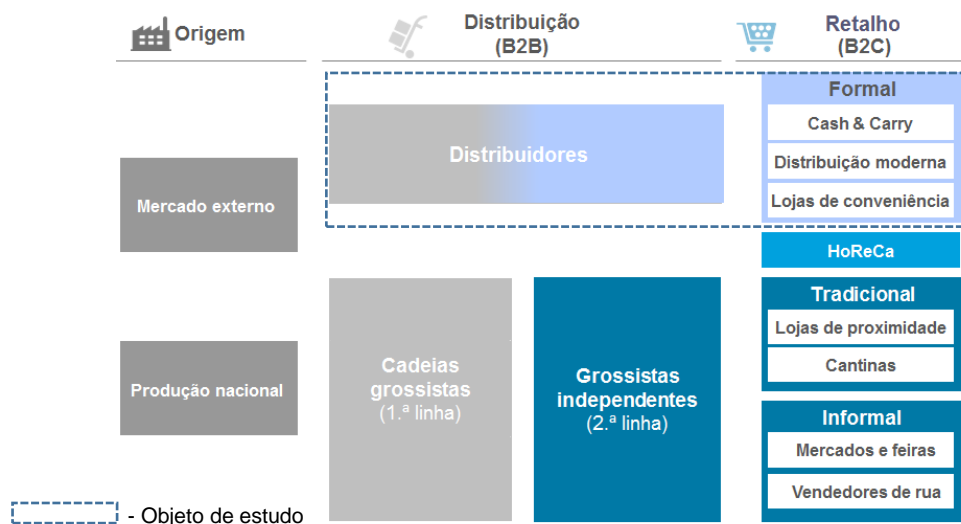 Origem
Distribuição
(B2B)
Retalho
(B2C)
Mercado externo
Produção nacional
Distribuidores
Cadeias
grossistas
(1.ª linha)
Grossistas
independentes
(2.ª linha)
Formal
Cash & Carry
Distribuição moderna
Lojas de conveniência
HoReCa
Tradicional
Lojas de proximidade
Cantinas
Informal
Mercados e feiras
Vendedores de rua
- Objeto de estudo